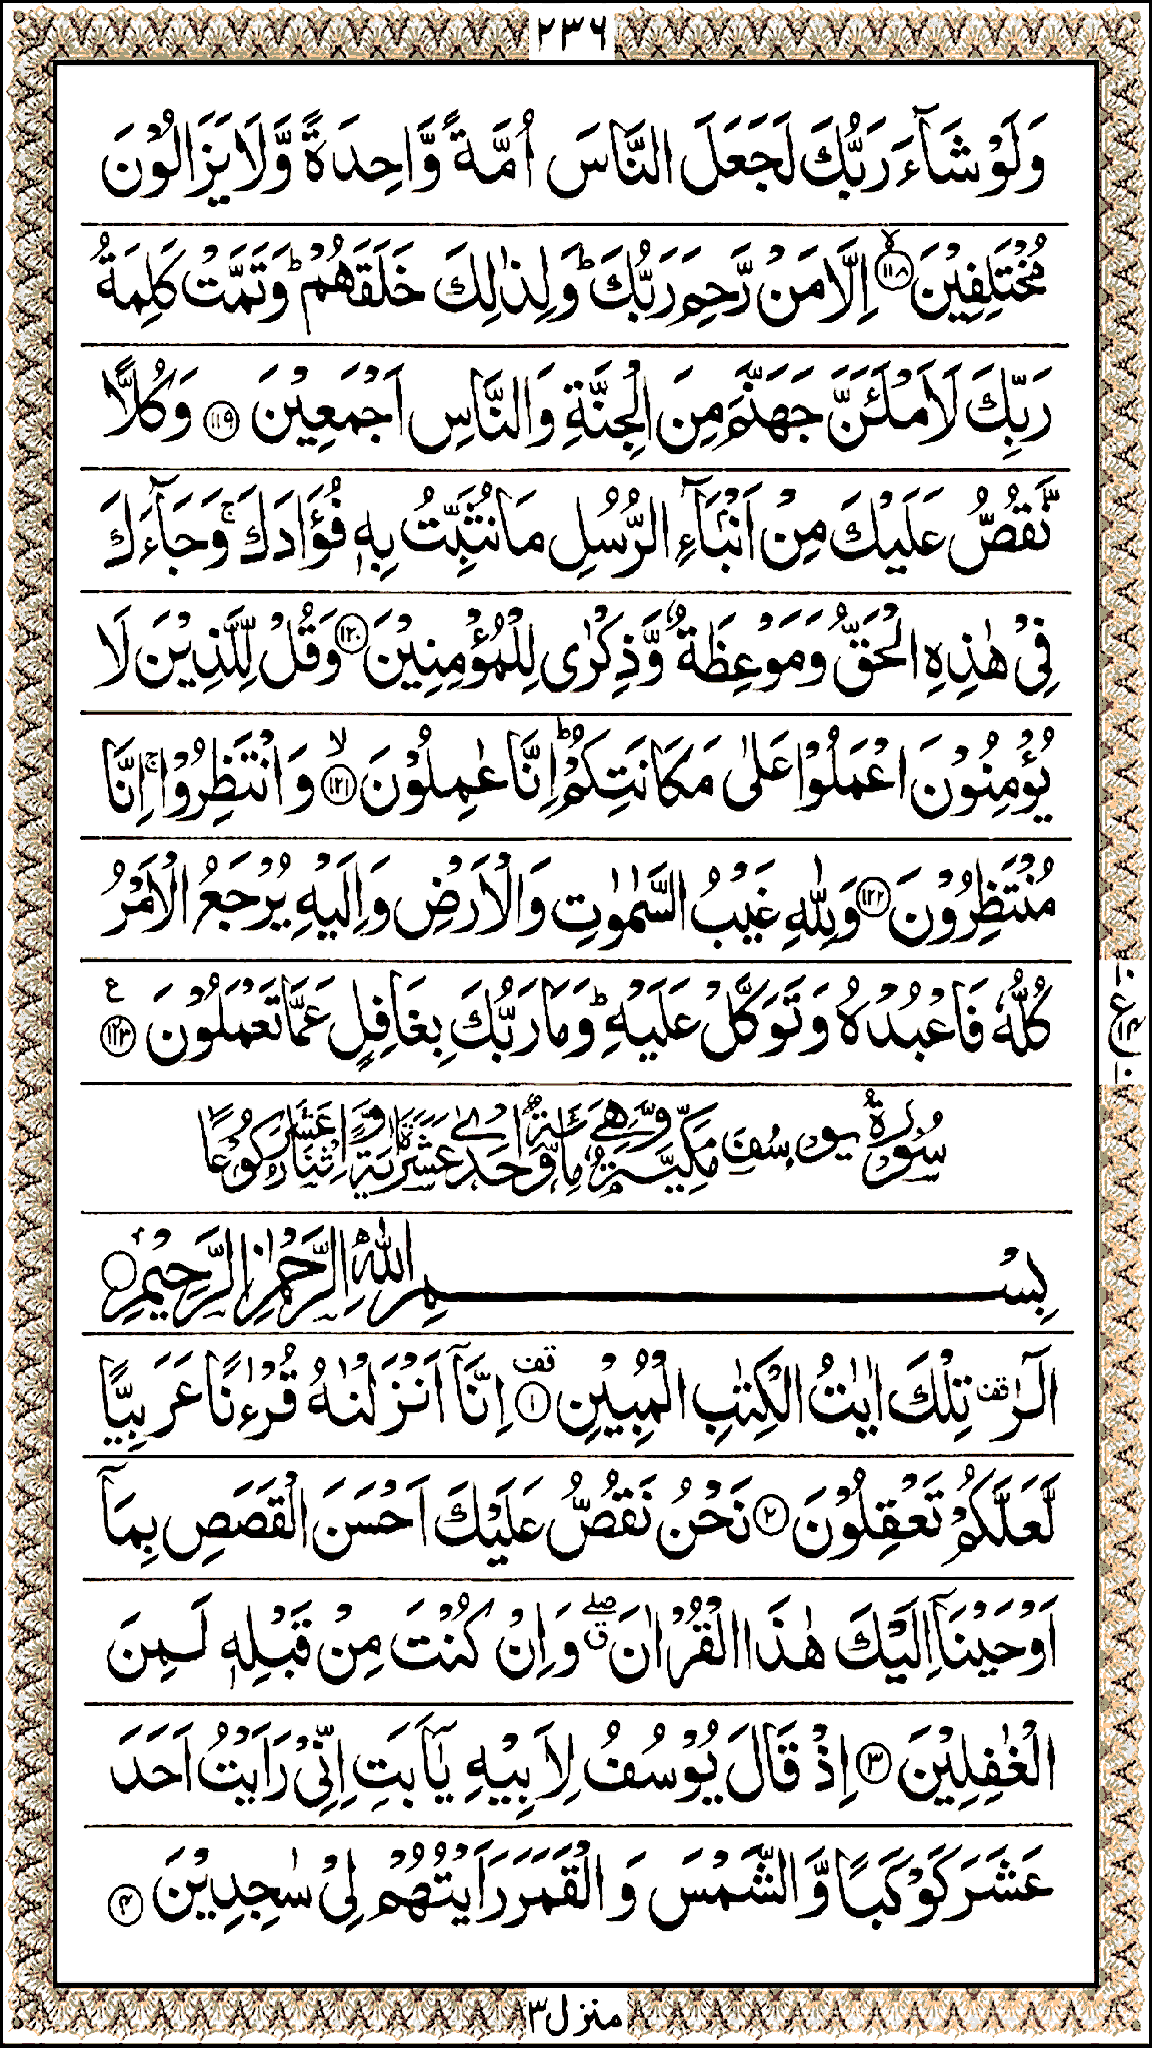 ٢٣٦
وَلَوْ شَآءَ رَبُّكَ لَجَعَلَ النَّاسَ اُمَّةً وَّاحِدَةً وَّلَا يَزَالُوْنَ
مُخْتَلِفِيْنَ ﴿١١٨﴾ۙ اِلَّا مَنْ رَّحِمَ رَبُّكَؕ وَلِذٰلِكَ خَلَقَهُمْؕ وَتَمَّتْ كَلِمَةُ
رَبِّكَ لَاَمْلَـَٔنَّ جَهَنَّمَ مِنَ الْجِنَّةِ وَالنَّاسِ اَجْمَعِيْنَ ﴿١١٩﴾ وَكُلًّا
نَّقُصُّ عَلَيْكَ مِنْ اَنْۢبَآءِ الرُّسُلِ مَا نُثَبِّتُ بِهٖ فُؤَادَكَۚ وَجَآءَكَ
فِىْ هٰذِهِ الْحَقُّ وَمَوْعِظَةٌ وَّذِكْرٰى لِلْمُؤْمِنِيْنَ ﴿١٢٠﴾ وَقُلْ لِّلَّذِيْنَ لَا
يُؤْمِنُوْنَ اعْمَلُوْا عَلٰى مَكَانَتِكُمْؕ اِنَّا عٰمِلُوْنَ ﴿١٢١﴾ۙ وَانْتَظِرُوْاۚ اِنَّا
مُنْتَظِرُوْنَ ﴿١٢٢﴾ وَلِلّٰهِ غَيْبُ السَّمٰوٰتِ وَالْاَرْضِ وَاِلَيْهِ يُرْجَعُ الْاَمْرُ
كُلُّهٗ فَاعْبُدْهُ وَتَوَكَّلْ عَلَيْهِؕ وَمَا رَبُّكَ بِغَافِلٍ عَمَّا تَعْمَلُوْنَ ﴿١٢٣﴾ ع
سُوْرَةُ يُوْسُفَ مَكِّيَّةٌ وَّهِىَ مِائَةٌ وَّاِحْدٰى عَشَرَةَ اٰيَةً وَّاثْنَا عَشَرَ رُكُوْعًا
بِسْمِ اللّٰهِ الرَّحْمٰنِ الرَّحِيْمِ
الٓرٰ قف تِلْكَ اٰيٰتُ الْكِتٰبِ الْمُبِيْنِ ﴿١﴾ قف اِنَّآ اَنْزَلْنٰهُ قُرْءٰنًا عَرَبِيًّا
لَّعَلَّكُمْ تَعْقِلُوْنَ ﴿٢﴾ نَحْنُ نَقُصُّ عَلَيْكَ اَحْسَنَ الْقَصَصِ بِمَآ
اَوْحَيْنَآ اِلَيْكَ هٰذَا الْقُرْاٰنَ ۖق وَاِنْ كُنْتَ مِنْ قَبْلِهٖ لَمِنَ
الْغٰفِلِيْنَ ﴿٣﴾ اِذْ قَالَ يُوْسُفُ لِاَبِيْهِ يٰٓاَبَتِ اِنِّىْ رَاَيْتُ اَحَدَ
عَشَرَ كَوْكَبًا وَّالشَّمْسَ وَالْقَمَرَ رَاَيْتُهُمْ لِىْ سٰجِدِيْنَ ﴿٤﴾
منزل ٣